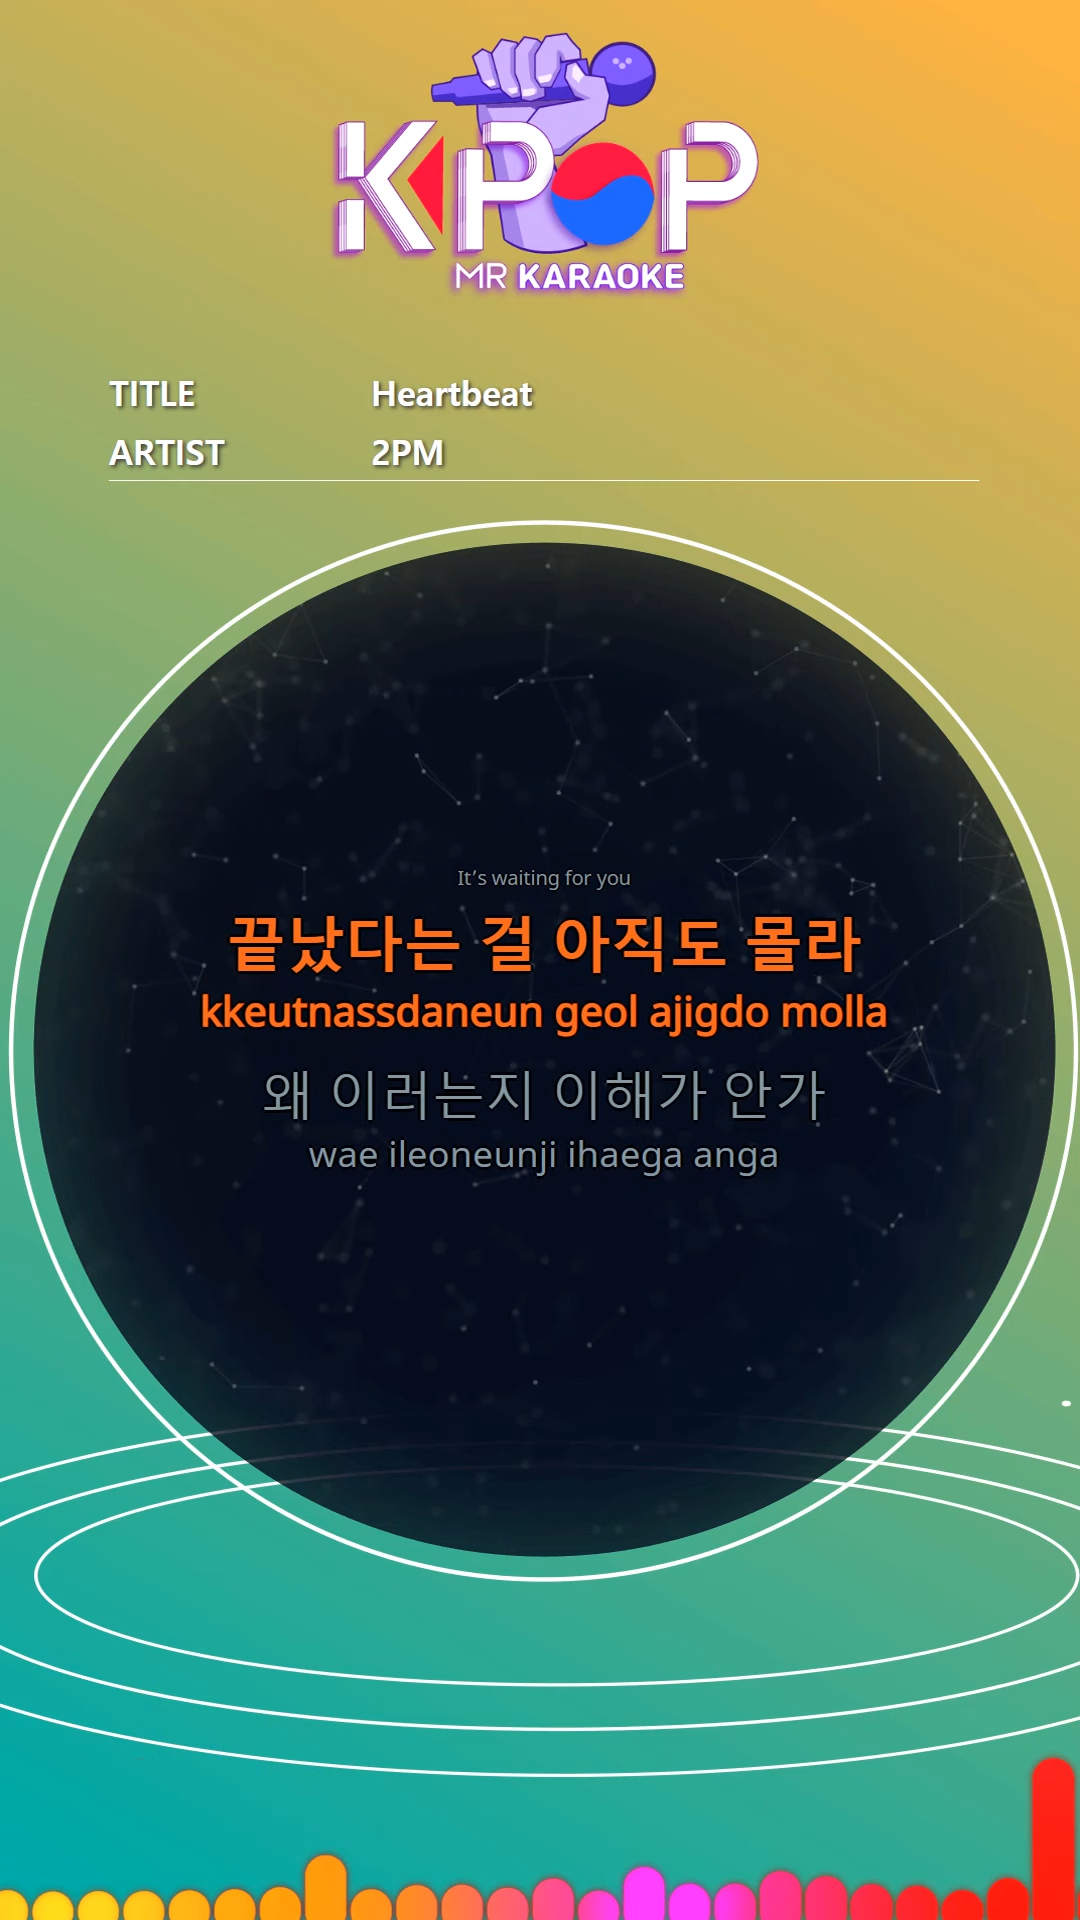 KPOP
MR KARAOKE
TITLE Heartbeat
ARTIST 2PM
It’s waiting for you
끝났다는 걸 아직도 몰라
kkeutnassdaneun geol ajigdo molla
왜 이러는지 이해가 안가
wae ileoneunji ihaega anga